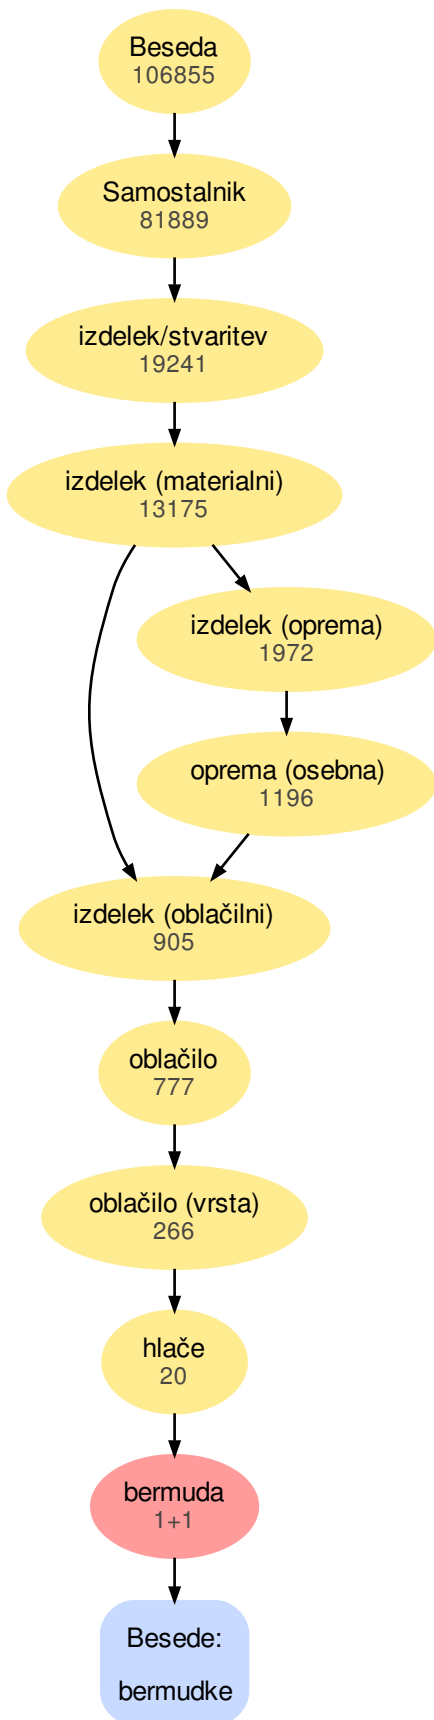 Beseda
106855
Samostalnik
81889
izdelek/stvaritev
19241
izdelek (materialni)
13175
izdelek (oprema)
1972
oprema (osebna)
1196
izdelek (oblačilni)
905
oblačilo
777
oblačilo (vrsta)
266
hlače
20
bermuda
1+1
Besede:
bermudke